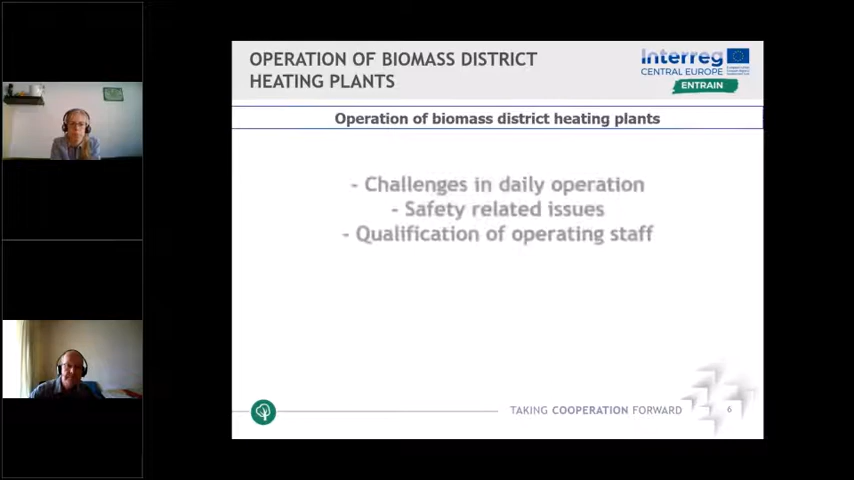 OPERATION OF BIOMASS DISTRICT
HEATING PLANTS
Interreg
CENTRAL EUROPE
ENTRAIN
Operation of biomass district heating plants
- Challenges in daily operation
- Safety related issues
- Qualification of operating staff
TAKING COOPERATION FORWARD
6